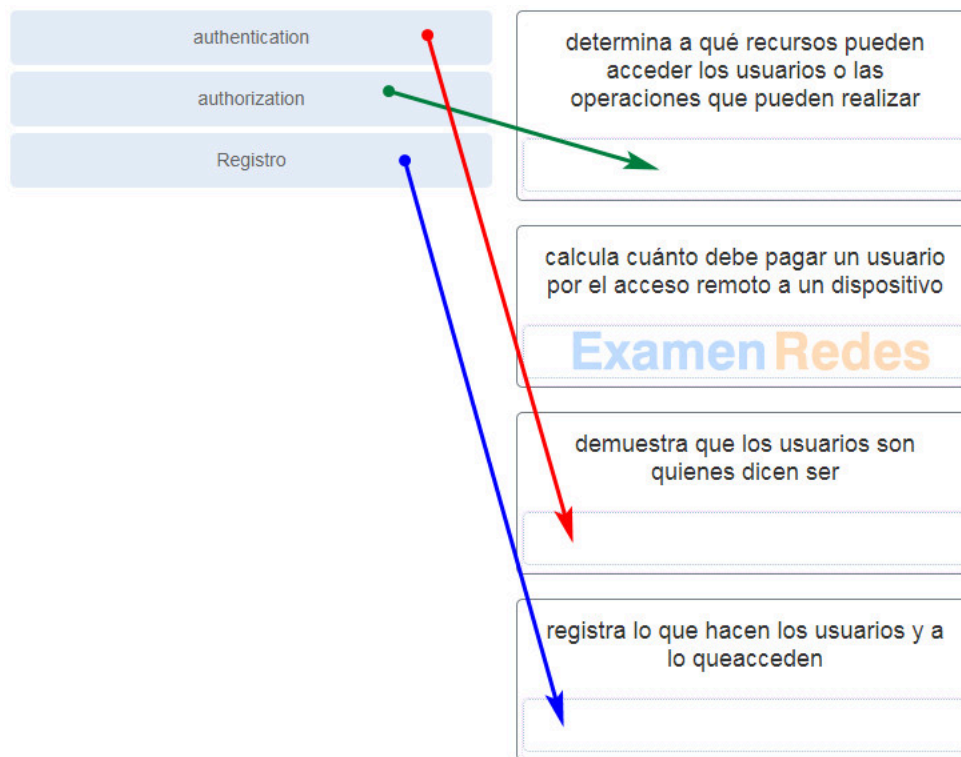 authentication
authorization
Registro
determina a qué recursos pueden
acceder los usuarios o las
operaciones que pueden realizar
calcula cuánto debe pagar un usuario
por el acceso remoto a un dispositivo
Examen Redes
demuestra que los usuarios son
quienes dicen ser
registra lo que hacen los usuarios y a
lo queacceden